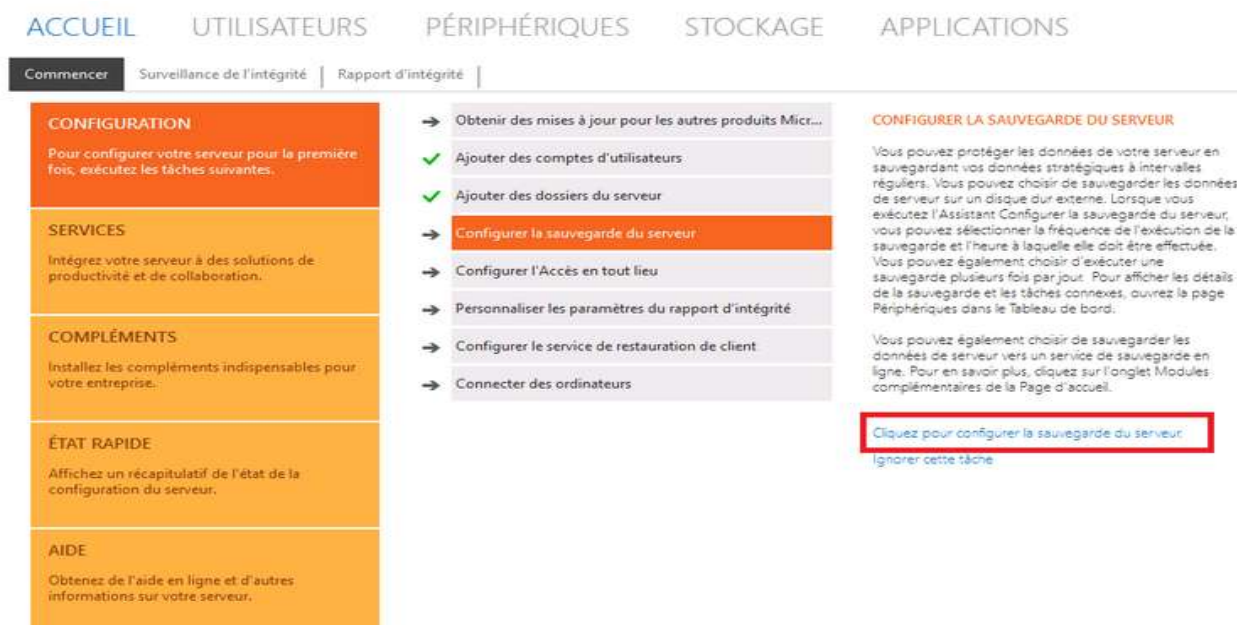 ACCUEIL UTILISATEURS PÉRIPHÉRIQUES STOCKAGE APPLICATIONS
Commencer Surveillance de l'intégrité Rapport d'intégrité
CONFIGURATION
Pour configurer votre serveur pour la première
fois, exécutez les tâches suivantes.
SERVICES
Intégrez votre serveur à des solutions de
productivité et de collaboration.
COMPLÉMENTS
Installez les compléments indispensables pour
votre entreprise.
ÉTAT RAPIDE
Affichez un récapitulatif de l'état de la
configuration du serveur.
AIDE
Obtenez de l'aide en ligne et d'autres
informations sur votre serveur.
Obtenir des mises à jour pour les autres produits Micr...
Ajouter des comptes d'utilisateurs
Ajouter des dossiers du serveur
Configurer la sauvegarde du serveur
Configurer l'Accès en tout lieu
Personnaliser les paramètres du rapport d'intégrité
Configurer le service de restauration de client
Connecter des ordinateurs
CONFIGURER LA SAUVEGARDE DU SERVEUR
Vous pouvez protéger les données de votre serveur en
sauvegardant vos données stratégiques à intervalles
réguliers. Vous pouvez choisir de sauvegarder les données
de serveur sur un disque dur externe. Lorsque vous
exécutez l'Assistant Configurer la sauvegarde du serveur,
vous pouvez sélectionner la fréquence de l'exécution de la
sauvegarde et l'heure à laquelle elle doit être effectuée.
Vous pouvez également choisir d'exécuter une
sauvegarde plusieurs fois par jour. Pour afficher les détails
de la sauvegarde et les tâches connexes, ouvrez la page
Périphériques dans le Tableau de bord.
Vous pouvez également choisir de sauvegarder les
données de serveur vers un service de sauvegarde en
ligne. Pour en savoir plus, cliquez sur l'onglet Modules
complémentaires de la Page d'accueil.
Cliquez pour configurer la sauvegarde du serveur.
Ignorer cette tâche